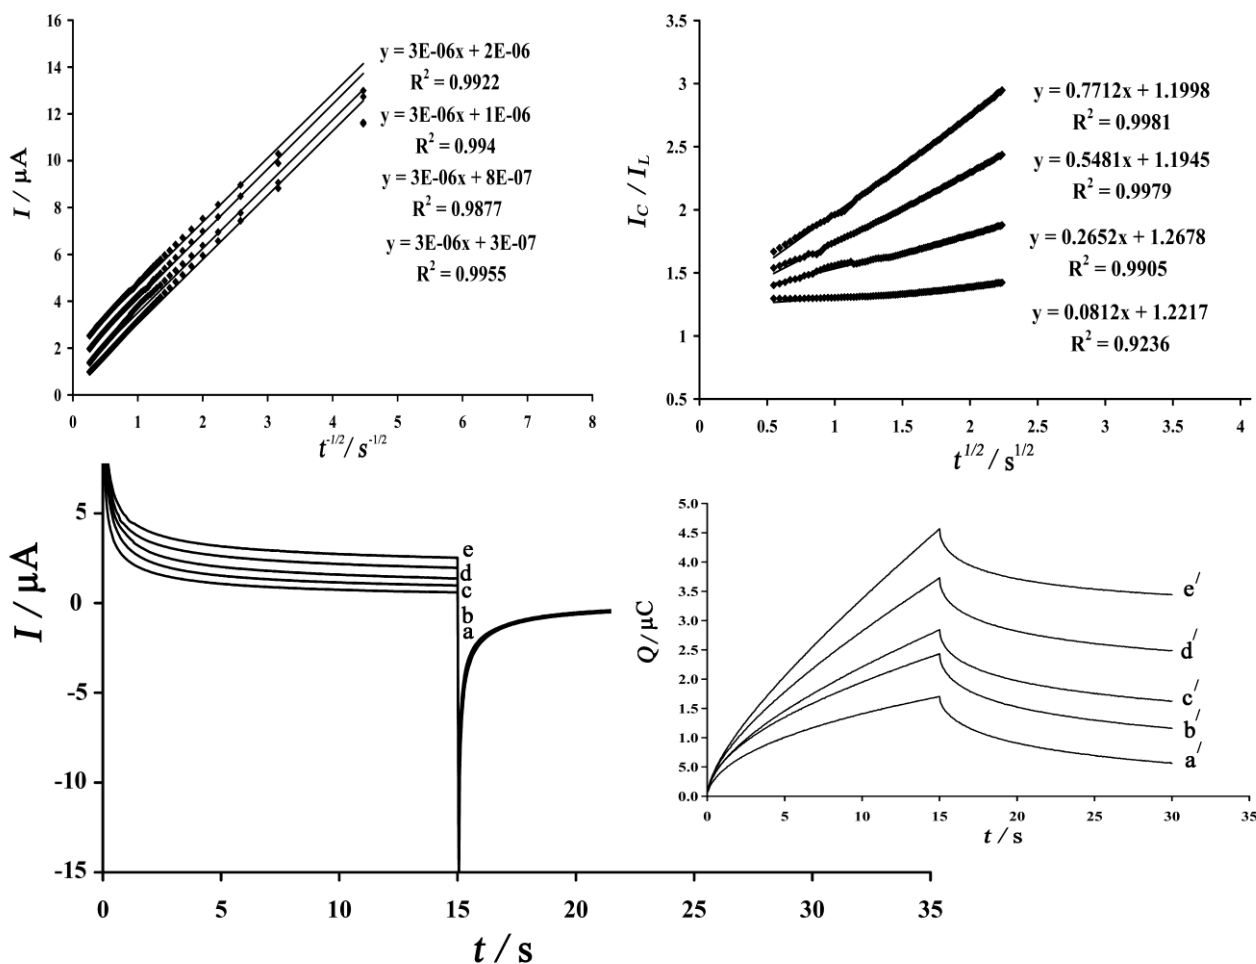 16
14
12
10
8
6
4
2
0
I / μA
y = 3E-06x + 2E-06
R² = 0.9922
y = 3E-06x + 1E-06
R² = 0.994
y = 3E-06x + 8E-07
R² = 0.9877
y = 3E-06x + 3E-07
R² = 0.9955
0 1 2 3 4 5 6 7 8
t⁻¹/²/ s⁻¹/²
3.5
3
2.5
2
1.5
1
0.5
I_C / I_L
y = 0.7712x + 1.1998
R² = 0.9981
y = 0.5481x + 1.1945
R² = 0.9979
y = 0.2652x + 1.2678
R² = 0.9905
y = 0.0812x + 1.2217
R² = 0.9236
0 0.5 1 1.5 2 2.5 3 3.5 4
t¹/² / s¹/²
5
0
-5
-10
-15
I / μA
e
d
c
b
a
0 5 10 15 20 25 30 35
t / s
5.0
4.5
4.0
3.5
3.0
2.5
2.0
1.5
1.0
5.0
0.0
Q / μC
e/
d/
c/
b/
a/
0 5 10 15 20 25 30 35
t / s